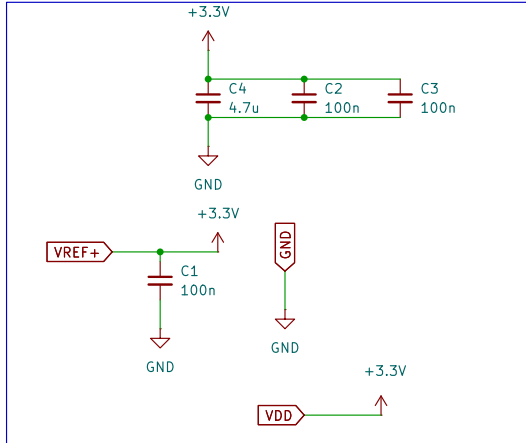 +3.3V
C4
4.7u
C2
100n
C3
100n
GND
+3.3V
VREF+
C1
100n
GND
GND
GND
+3.3V
VDD